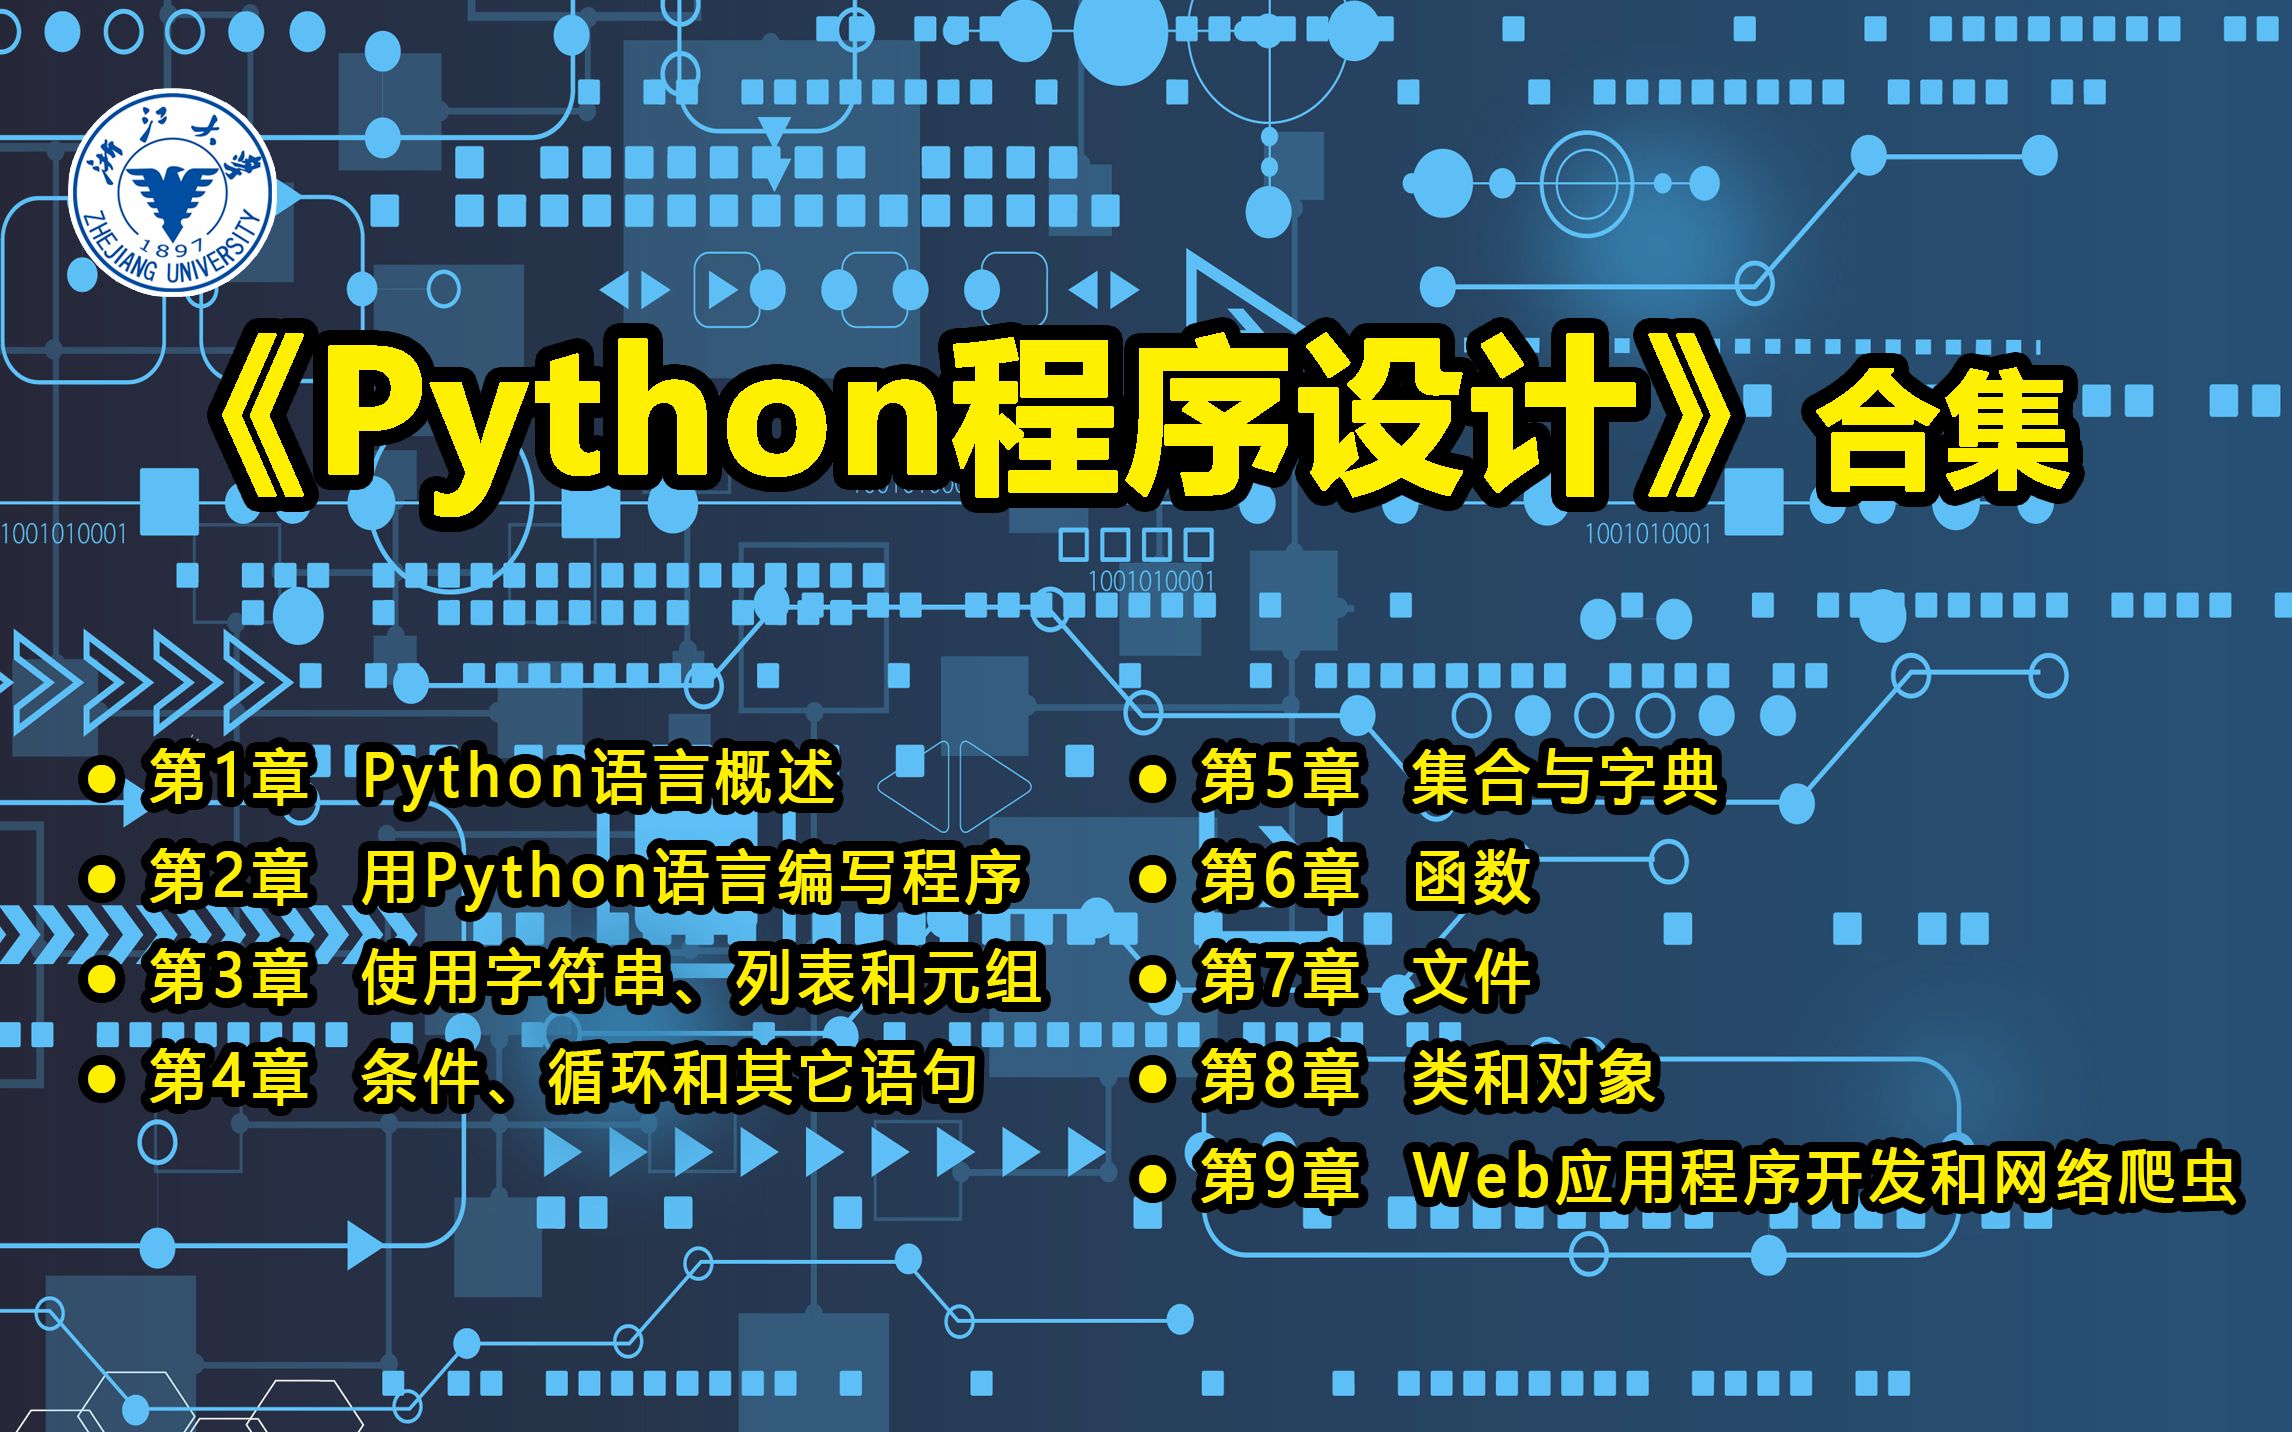 浙江大学
1897
ZHEJIANG UNIVERSITY
《Python程序设计》合集
1001010001
1001010001
1001010001
● 第1章 Python语言概述
● 第2章 用Python语言编写程序
● 第3章 使用字符串、列表和元组
● 第4章 条件、循环和其它语句
● 第5章 集合与字典
● 第6章 函数
● 第7章 文件
● 第8章 类和对象
● 第9章 Web应用程序开发和网络爬虫